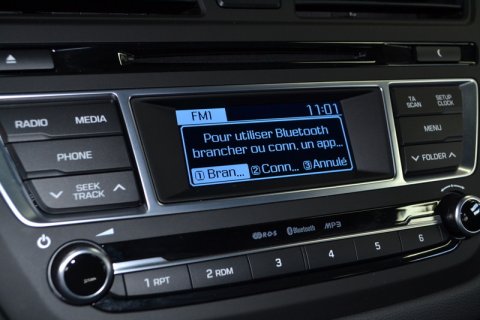 FM1 11:01
Pour utiliser Bluetooth
brancher ou conn. un app...
1 Bran... 2 Conn... 3 Annulé
RADIO MEDIA
PHONE
SEEK
TRACK
TA
SCAN
SETUP
CLOCK
MENU
FOLDER
R·D·S Bluetooth MP3
1 RPT 2 RDM 3 4 5 6